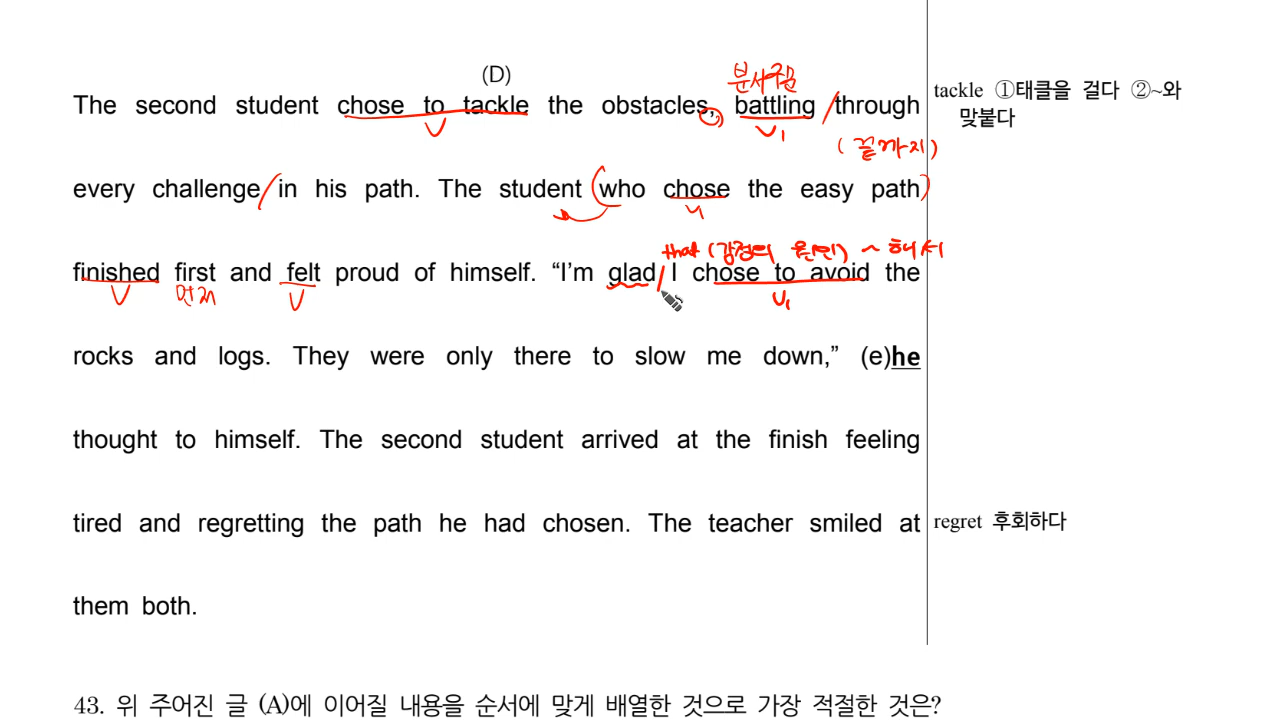 (D)
분사구문
The second student chose to tackle the obstacles, battling / through
V
V1
(끝까지)
tackle ①태클을 걸다 ②~와
맞붙다
every challenge / in his path. The student (who chose the easy path)
V
that (감정의 원인) ~ 해서
finished first and felt proud of himself. “I’m glad / I chose to avoid the
V
먼저
V
V1
rocks and logs. They were only there to slow me down,” (e)he
thought to himself. The second student arrived at the finish feeling
tired and regretting the path he had chosen. The teacher smiled at
regret 후회하다
them both.
43. 위 주어진 글 (A)에 이어질 내용을 순서에 맞게 배열한 것으로 가장 적절한 것은?